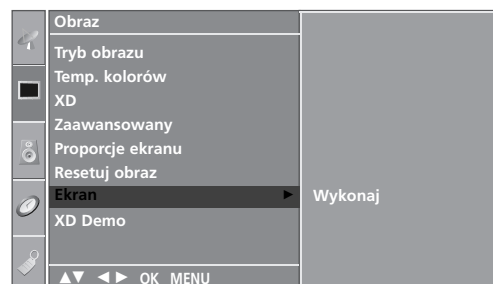 Obraz
Tryb obrazu
Temp. kolorów
XD
Zaawansowany
Proporcje ekranu
Resetuj obraz
Ekran ► Wykonaj
XD Demo
▲▼ ◄► OK MENU